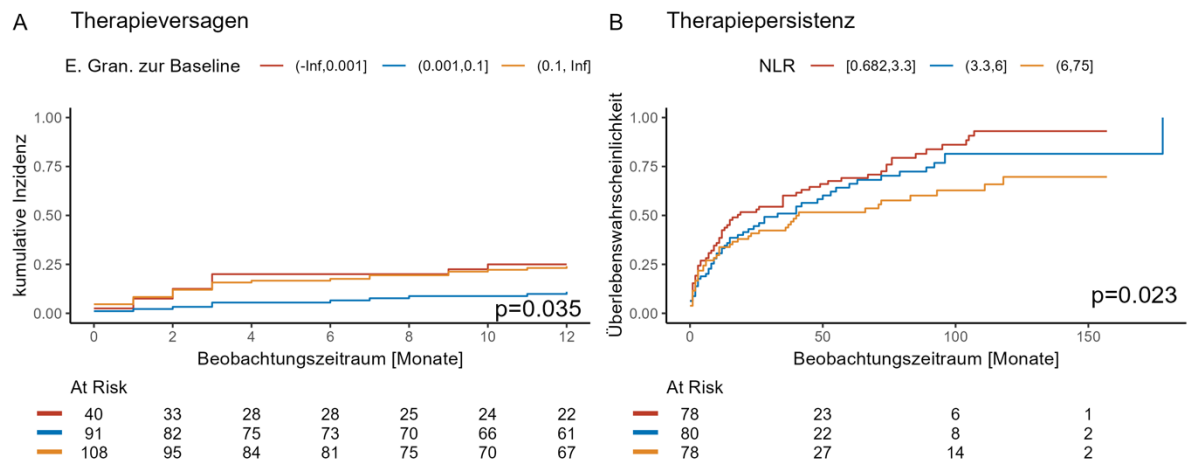 A Therapieversagen
E. Gran. zur Baseline (-Inf,0.001] (0.001,0.1] (0.1, Inf]
kumulative Inzidenz
1.00
0.75
0.50
0.25
0.00
p=0.035
0 2 4 6 8 10 12
Beobachtungszeitraum [Monate]
At Risk
40 33 28 28 25 24 22
91 82 75 73 70 66 61
108 95 84 81 75 70 67
B Therapiepersistenz
NLR [0.682,3.3] (3.3,6] (6,75]
Überlebenswahrscheinlichkeit
1.00
0.75
0.50
0.25
0.00
p=0.023
0 50 100 150
Beobachtungszeitraum [Monate]
At Risk
78 23 6 1
80 22 8 2
78 27 14 2